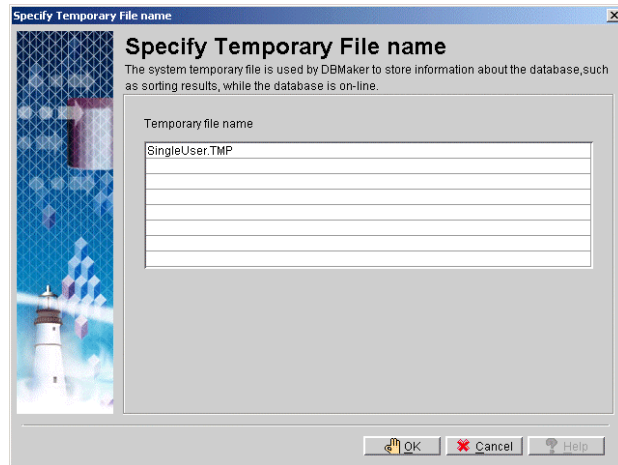 Specify Temporary File name
Specify Temporary File name
The system temporary file is used by DBMaker to store information about the database,such
as sorting results, while the database is on-line.
Temporary file name
SingleUser.TMP
OK
Cancel
Help